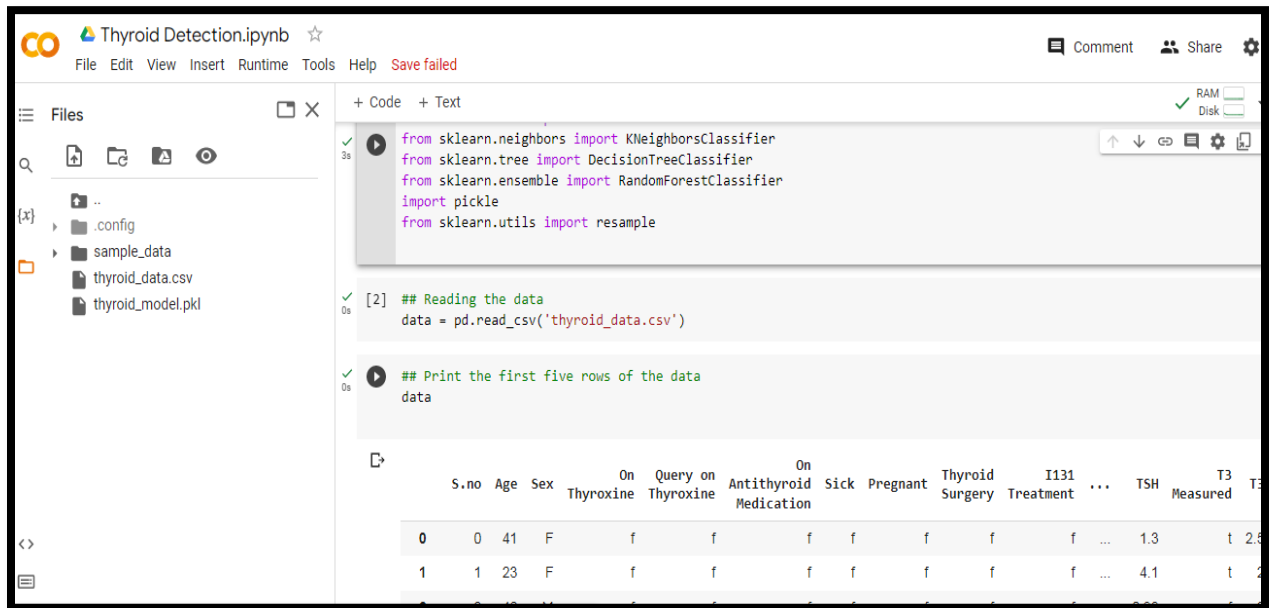 CO Thyroid Detection.ipynb
File Edit View Insert Runtime Tools Help Save failed
Comment Share
Files
+ Code + Text
RAM
Disk
{x}
..
.config
sample_data
thyroid_data.csv
thyroid_model.pkl
3s
from sklearn.neighbors import KNeighborsClassifier
from sklearn.tree import DecisionTreeClassifier
from sklearn.ensemble import RandomForestClassifier
import pickle
from sklearn.utils import resample
[2] ## Reading the data
0s
data = pd.read_csv('thyroid_data.csv')
## Print the first five rows of the data
0s
data
S.no Age Sex On Thyroxine Query on Thyroxine On Antithyroid Medication Sick Pregnant Thyroid Surgery I131 Treatment ... TSH T3 Measured
0 0 41 F f f f f f f f ... 1.3 t
1 1 23 F f f f f f f f ... 4.1 t
<>